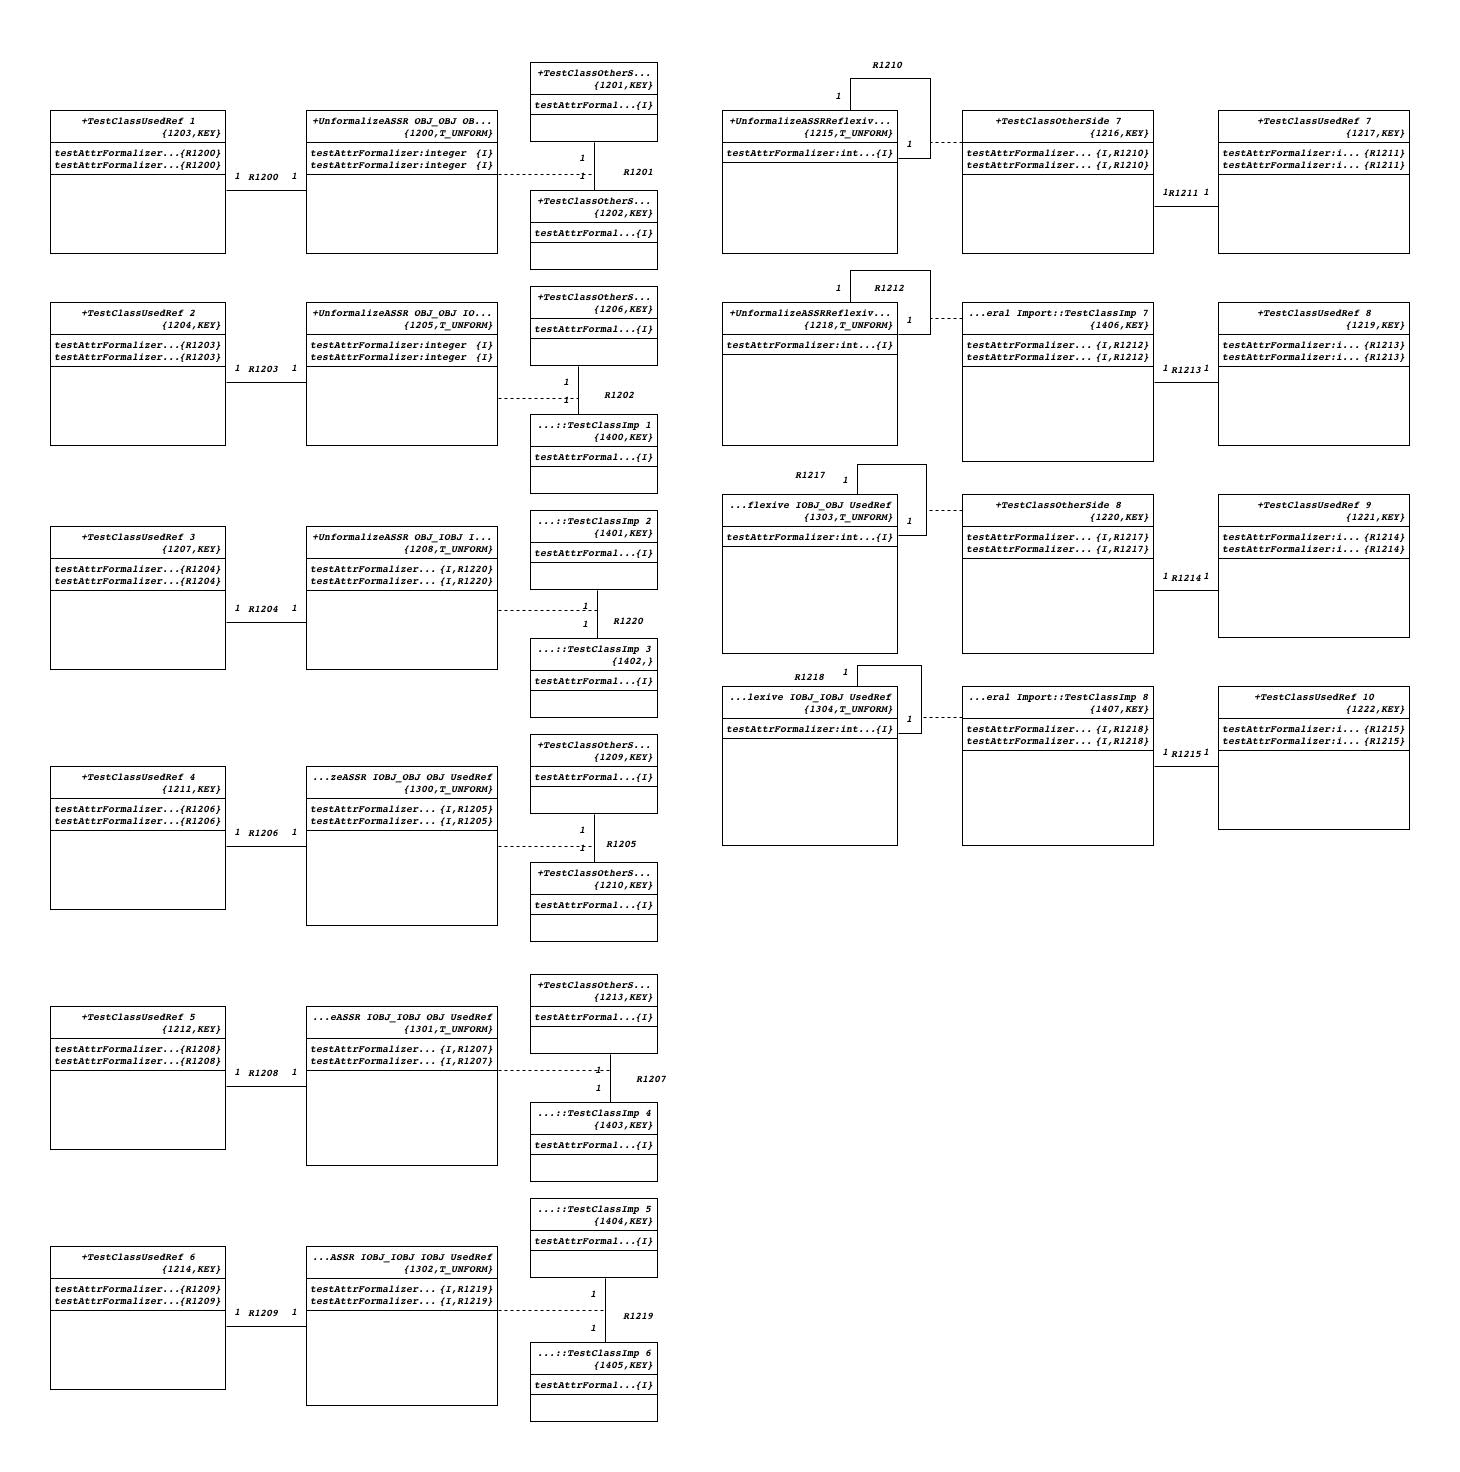 +TestClassUsedRef 1
{1203,KEY}
testAttrFormalizer...{R1200}
testAttrFormalizer...{R1200}
1 R1200 1
+UnformalizeASSR OBJ_OBJ OB...
{1200,T_UNFORM}
testAttrFormalizer:integer {I}
testAttrFormalizer:integer {I}
+TestClassOtherS...
{1201,KEY}
testAttrFormal...{I}
1
1
R1201
+TestClassOtherS...
{1202,KEY}
testAttrFormal...{I}
+TestClassUsedRef 2
{1204,KEY}
testAttrFormalizer...{R1203}
testAttrFormalizer...{R1203}
1 R1203 1
+UnformalizeASSR OBJ_OBJ IO...
{1205,T_UNFORM}
testAttrFormalizer:integer {I}
testAttrFormalizer:integer {I}
+TestClassOtherS...
{1206,KEY}
testAttrFormal...{I}
1
1
R1202
...::TestClassImp 1
{1400,KEY}
testAttrFormal...{I}
+TestClassUsedRef 3
{1207,KEY}
testAttrFormalizer...{R1204}
testAttrFormalizer...{R1204}
1 R1204 1
+UnformalizeASSR OBJ_IOBJ I...
{1208,T_UNFORM}
testAttrFormalizer... {I,R1220}
testAttrFormalizer... {I,R1220}
...::TestClassImp 2
{1401,KEY}
testAttrFormal...{I}
1
1
R1220
...::TestClassImp 3
{1402,}
testAttrFormal...{I}
+TestClassUsedRef 4
{1211,KEY}
testAttrFormalizer...{R1206}
testAttrFormalizer...{R1206}
1 R1206 1
...zeASSR IOBJ_OBJ OBJ UsedRef
{1300,T_UNFORM}
testAttrFormalizer... {I,R1205}
testAttrFormalizer... {I,R1205}
+TestClassOtherS...
{1209,KEY}
testAttrFormal...{I}
1
1
R1205
+TestClassOtherS...
{1210,KEY}
testAttrFormal...{I}
+TestClassUsedRef 5
{1212,KEY}
testAttrFormalizer...{R1208}
testAttrFormalizer...{R1208}
1 R1208 1
...eASSR IOBJ_IOBJ OBJ UsedRef
{1301,T_UNFORM}
testAttrFormalizer... {I,R1207}
testAttrFormalizer... {I,R1207}
+TestClassOtherS...
{1213,KEY}
testAttrFormal...{I}
1
1
R1207
...::TestClassImp 4
{1403,KEY}
testAttrFormal...{I}
+TestClassUsedRef 6
{1214,KEY}
testAttrFormalizer...{R1209}
testAttrFormalizer...{R1209}
1 R1209 1
...ASSR IOBJ_IOBJ IOBJ UsedRef
{1302,T_UNFORM}
testAttrFormalizer... {I,R1219}
testAttrFormalizer... {I,R1219}
...::TestClassImp 5
{1404,KEY}
testAttrFormal...{I}
1
1
R1219
...::TestClassImp 6
{1405,KEY}
testAttrFormal...{I}
R1210
1
1
+UnformalizeASSRReflexiv...
{1215,T_UNFORM}
testAttrFormalizer:int...{I}
+TestClassOtherSide 7
{1216,KEY}
testAttrFormalizer... {I,R1210}
testAttrFormalizer... {I,R1210}
1 R1211 1
+TestClassUsedRef 7
{1217,KEY}
testAttrFormalizer:i... {R1211}
testAttrFormalizer:i... {R1211}
1 R1212
1
+UnformalizeASSRReflexiv...
{1218,T_UNFORM}
testAttrFormalizer:int...{I}
...eral Import::TestClassImp 7
{1406,KEY}
testAttrFormalizer... {I,R1212}
testAttrFormalizer... {I,R1212}
1 R1213 1
+TestClassUsedRef 8
{1219,KEY}
testAttrFormalizer:i... {R1213}
testAttrFormalizer:i... {R1213}
R1217 1
1
...flexive IOBJ_OBJ UsedRef
{1303,T_UNFORM}
testAttrFormalizer:int...{I}
+TestClassOtherSide 8
{1220,KEY}
testAttrFormalizer... {I,R1217}
testAttrFormalizer... {I,R1217}
1 R1214 1
+TestClassUsedRef 9
{1221,KEY}
testAttrFormalizer:i... {R1214}
testAttrFormalizer:i... {R1214}
R1218 1
1
...lexive IOBJ_IOBJ UsedRef
{1304,T_UNFORM}
testAttrFormalizer:int...{I}
...eral Import::TestClassImp 8
{1407,KEY}
testAttrFormalizer... {I,R1218}
testAttrFormalizer... {I,R1218}
1 R1215 1
+TestClassUsedRef 10
{1222,KEY}
testAttrFormalizer:i... {R1215}
testAttrFormalizer:i... {R1215}